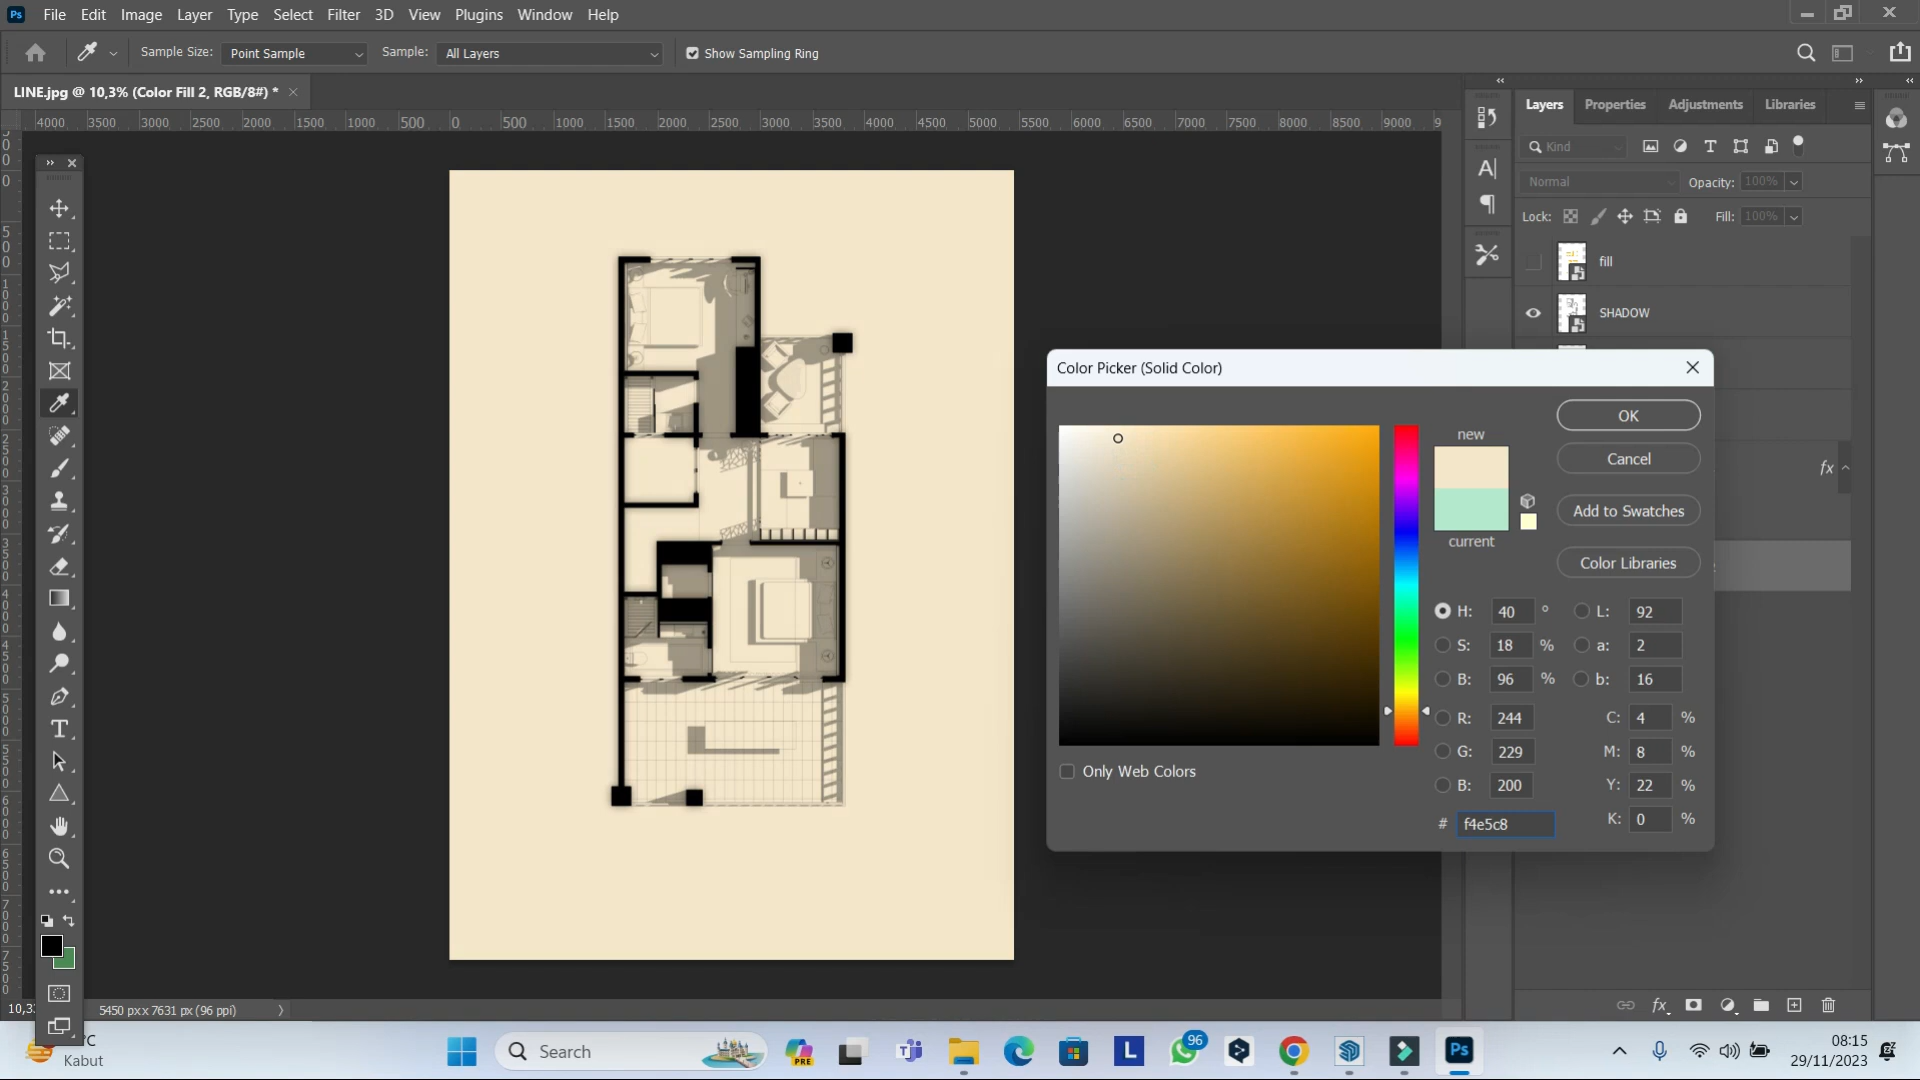 Ps File Edit Image Layer Type Select Filter 3D View Plugins Window Help
Sample Size: Point Sample Sample: All Layers Show Sampling Ring
LINE.jpg @ 10,3% (Color Fill 2, RGB/8#) *
Layers Properties Adjustments Libraries
4000 3500 3000 2500 2000 1500 1000 500 0 500 1000 1500 2000 2500 3000 3500 4000 4500 5000 5500 6000 6500 7000 7500 8000 8500 9000
Kind
Normal Opacity: 100%
Lock: Fill: 100%
fill
SHADOW
fx
Color Picker (Solid Color)
OK
new
Cancel
Add to Swatches
current
Color Libraries
H: 40 ° L: 92
S: 18 % a: 2
B: 96 % b: 16
R: 244 C: 4 %
G: 229 M: 8 %
B: 200 Y: 22 %
# f4e5c8 K: 0 %
Only Web Colors
5450 px x 7631 px (96 ppi)
fx
°C
Kabut
Search
PRE
L
96
Ps
08:15
29/11/2023